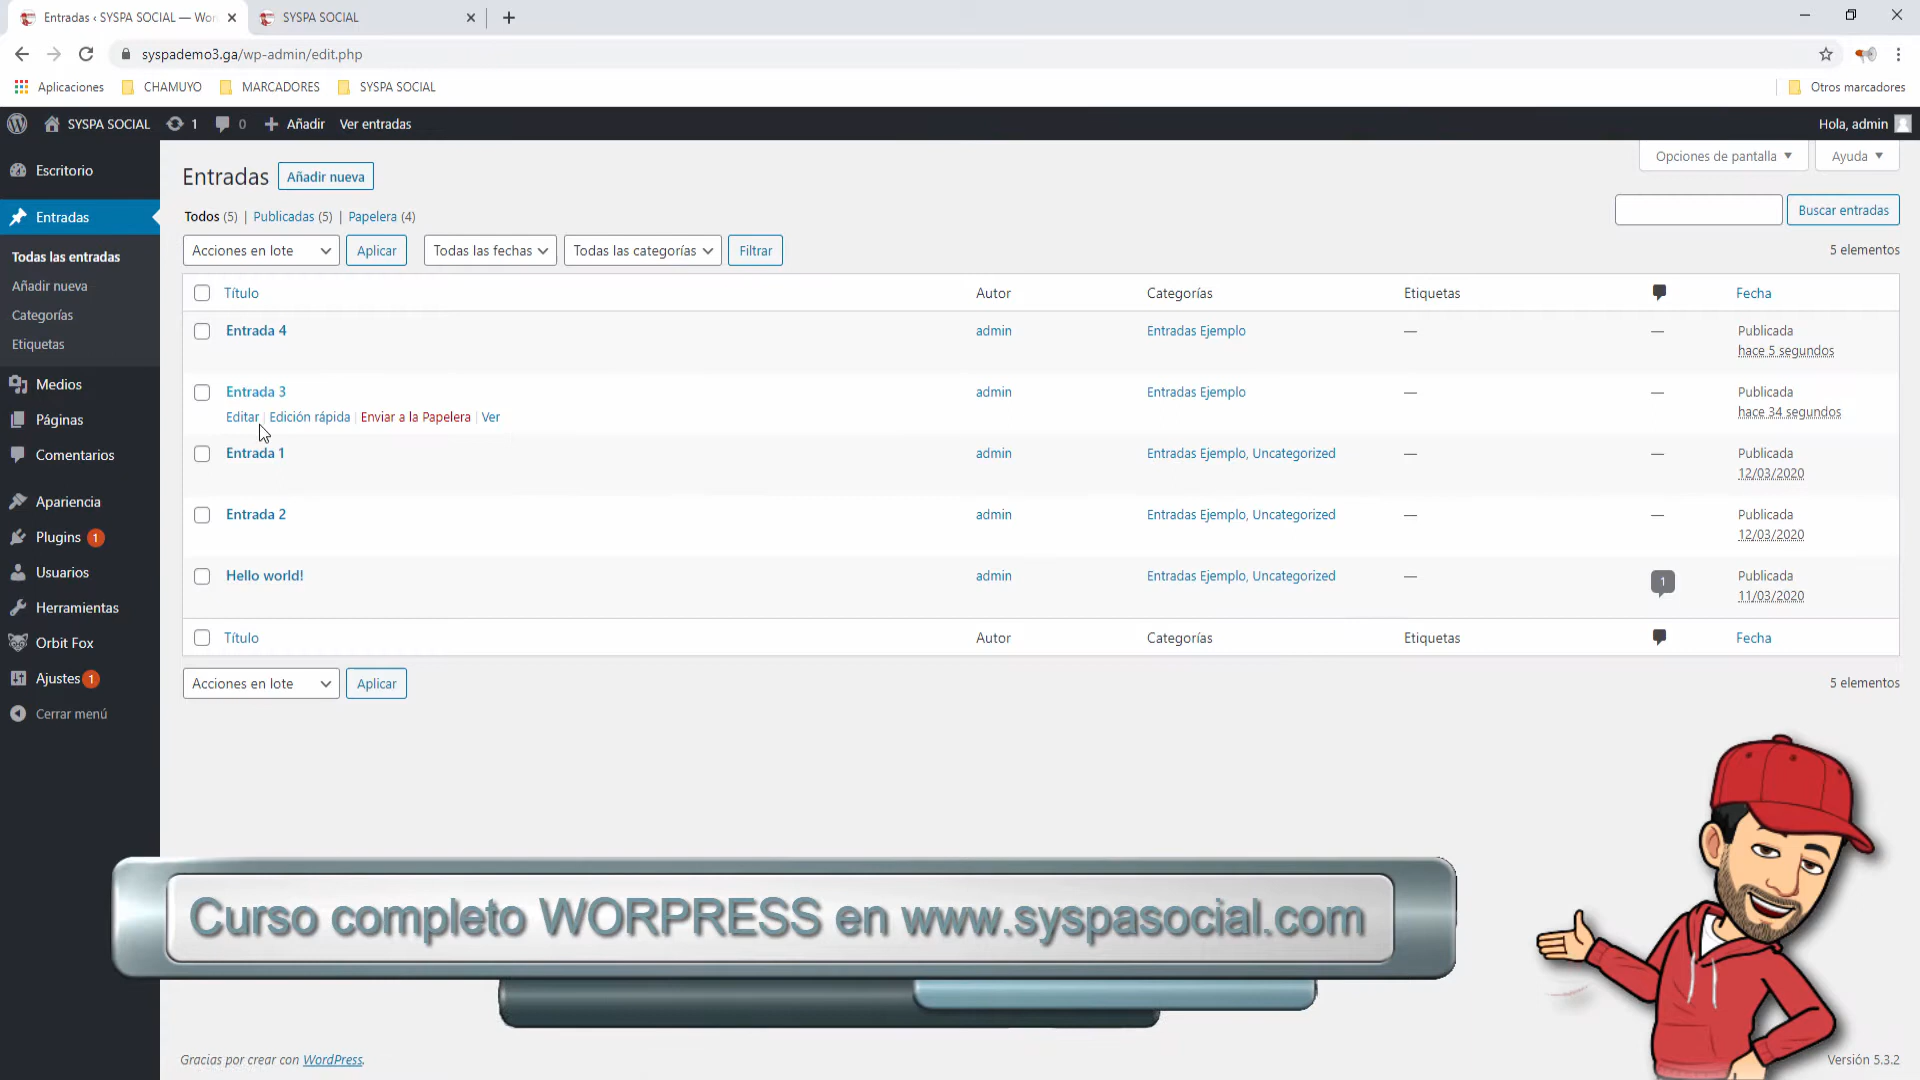 Entradas ‹ SYSPA SOCIAL — Wor
SYSPA SOCIAL
syspademo3.ga/wp-admin/edit.php
Aplicaciones CHAMUYO MARCADORES SYSPA SOCIAL Otros marcadores
SYSPA SOCIAL 1 0 Añadir Ver entradas Hola, admin
Escritorio
Entradas
Todas las entradas
Añadir nueva
Categorías
Etiquetas
Medios
Páginas
Comentarios
Apariencia
Plugins 1
Usuarios
Herramientas
Orbit Fox
Ajustes 1
Cerrar menú
Opciones de pantalla Ayuda
Entradas Añadir nueva
Todos (5) | Publicadas (5) | Papelera (4)
Buscar entradas
Acciones en lote Aplicar Todas las fechas Todas las categorías Filtrar 5 elementos
Título Autor Categorías Etiquetas Fecha
Entrada 4 admin Entradas Ejemplo — — Publicada
hace 5 segundos
Entrada 3 admin Entradas Ejemplo — — Publicada
hace 34 segundos
Editar | Edición rápida | Enviar a la Papelera | Ver
Entrada 1 admin Entradas Ejemplo, Uncategorized — — Publicada
12/03/2020
Entrada 2 admin Entradas Ejemplo, Uncategorized — — Publicada
12/03/2020
Hello world! admin Entradas Ejemplo, Uncategorized — 1 Publicada
11/03/2020
Título Autor Categorías Etiquetas Fecha
Acciones en lote Aplicar 5 elementos
Curso completo WORPRESS en www.syspasocial.com
Gracias por crear con WordPress. Versión 5.3.2